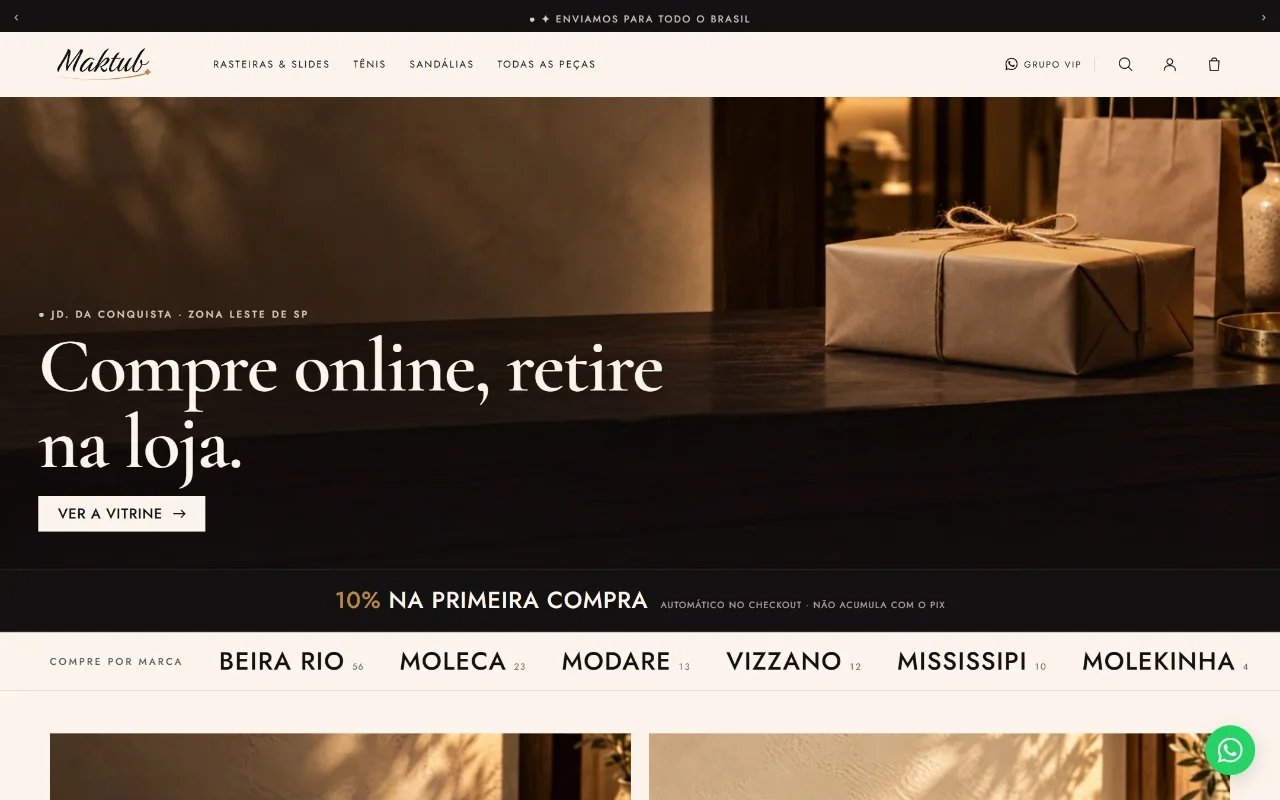 • ✦ ENVIAMOS PARA TODO O BRASIL
Maktub
RASTEIRAS & SLIDES TÊNIS SANDÁLIAS TODAS AS PEÇAS
GRUPO VIP
• JD. DA CONQUISTA · ZONA LESTE DE SP
Compre online, retire
na loja.
VER A VITRINE →
10% NA PRIMEIRA COMPRA AUTOMÁTICO NO CHECKOUT · NÃO ACUMULA COM O PIX
COMPRE POR MARCA BEIRA RIO 56 MOLECA 23 MODARE 13 VIZZANO 12 MISSISSIPI 10 MOLEKINHA 4